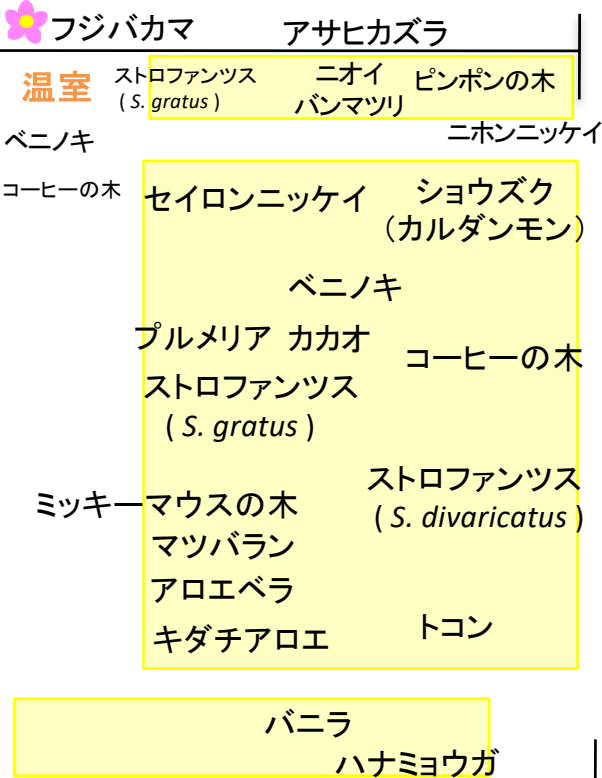 フジバカマ
アサヒカズラ
温室
ストロファンツス
( S. gratus )
ニオイ
バンマツリ
ピンポンの木
ベニノキ
ニホンニッケイ
コーヒーの木
セイロンニッケイ
ショウズク
（カルダンモン）
ベニノキ
プルメリア
カカオ
コーヒーの木
ストロファンツス
( S. gratus )
ストロファンツス
( S. divaricatus )
ミッキーマウスの木
マツバラン
アロエベラ
キダチアロエ
トコン
バニラ
ハナミョウガ